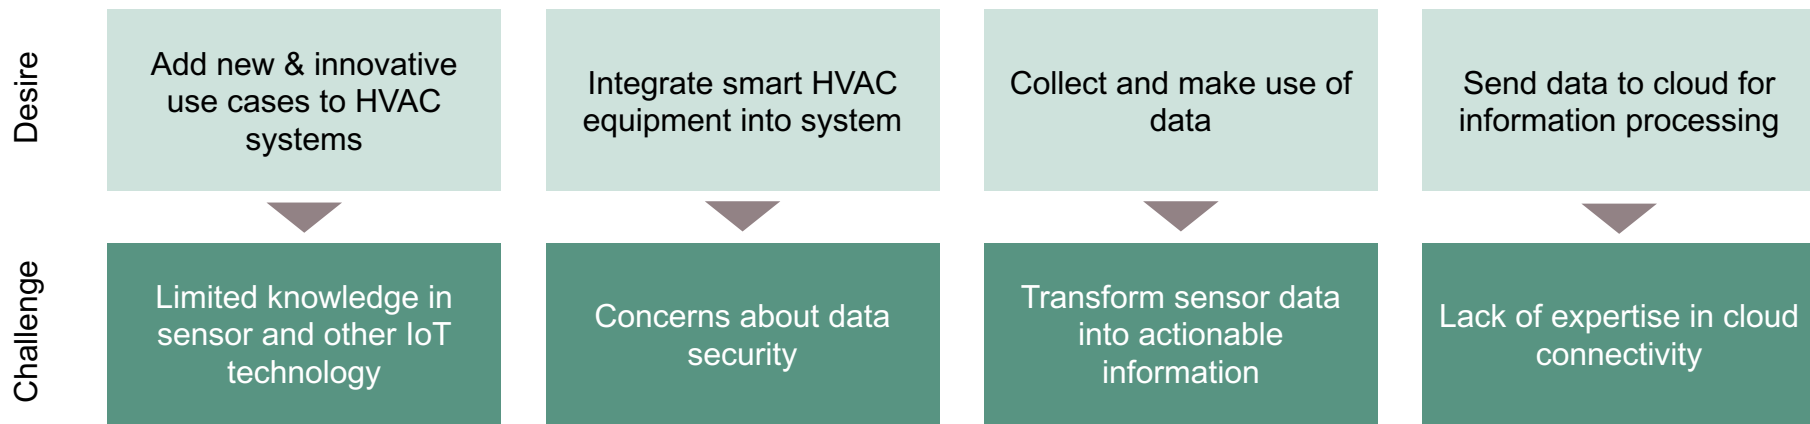 Desire
Add new & innovative
use cases to HVAC
systems
Integrate smart HVAC
equipment into system
Collect and make use of
data
Send data to cloud for
information processing
Challenge
Limited knowledge in
sensor and other IoT
technology
Concerns about data
security
Transform sensor data
into actionable
information
Lack of expertise in cloud
connectivity